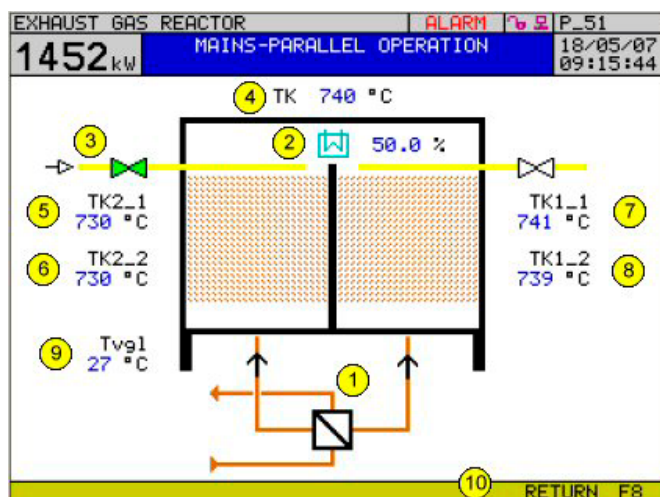 EXHAUST GAS REACTOR ALARM P_51
1452 kW MAINS-PARALLEL OPERATION 18/05/07
09:15:44
4 TK 740 °C
3 2 50.0 %
5 TK2_1
730 °C
TK1_1 7
741 °C
6 TK2_2
730 °C
TK1_2 8
739 °C
9 Tvgl
27 °C
1
10 RETURN F8